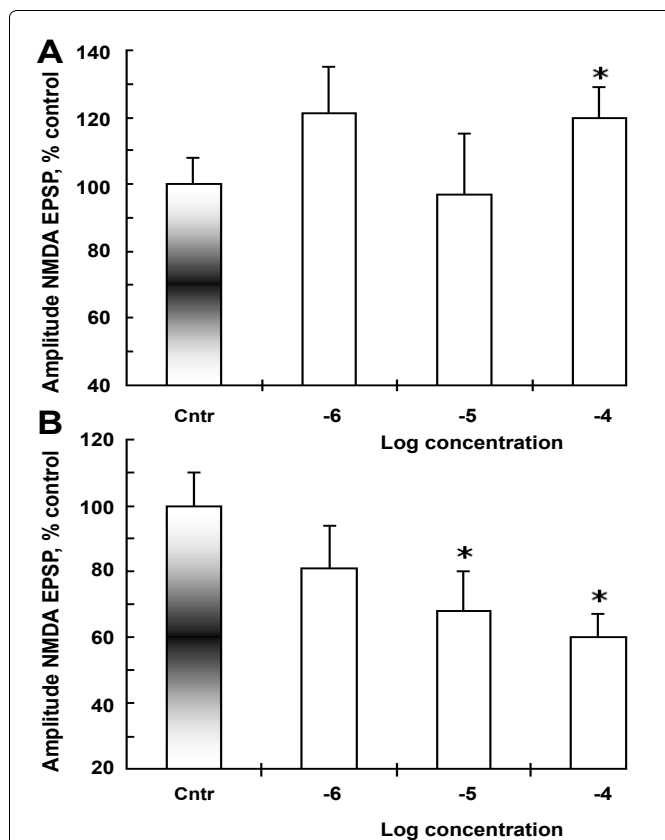 A
Amplitude NMDA EPSP, % control
140
*
120
100
80
60
40
Cntr -6 -5 -4
Log concentration
B
Amplitude NMDA EPSP, % control
120
100
80
*
*
60
40
20
Cntr -6 -5 -4
Log concentration